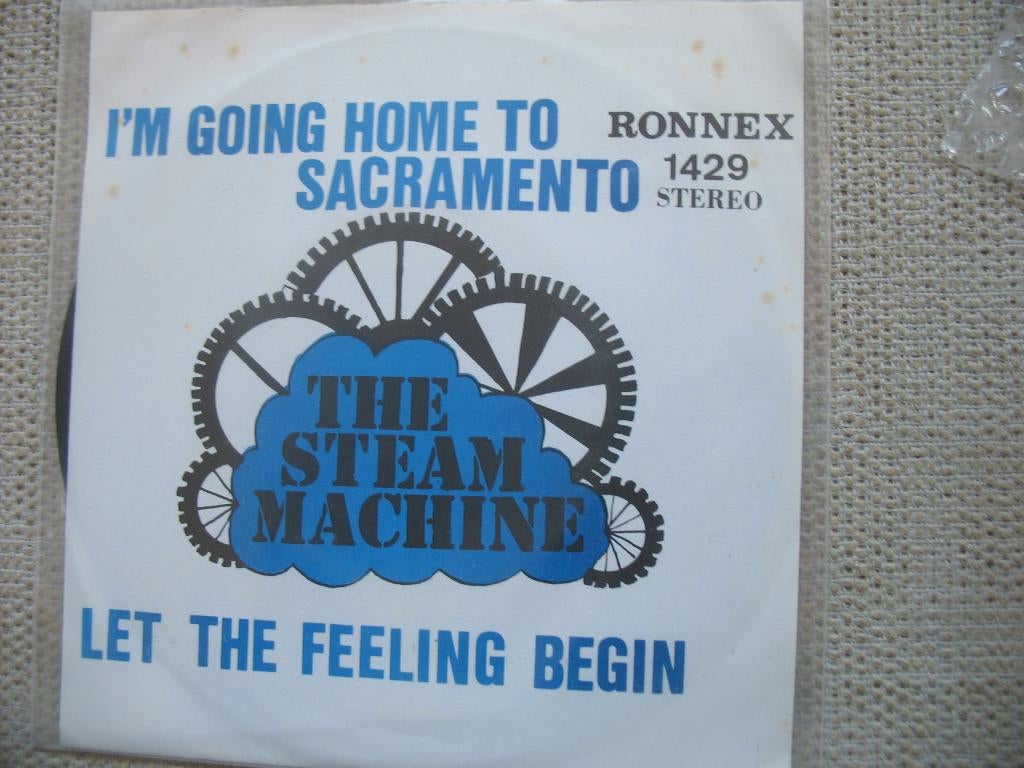 I'M GOING HOME TO
SACRAMENTO
RONNEX
1429
STEREO
THE
STEAM
MACHINE
LET THE FEELING BEGIN